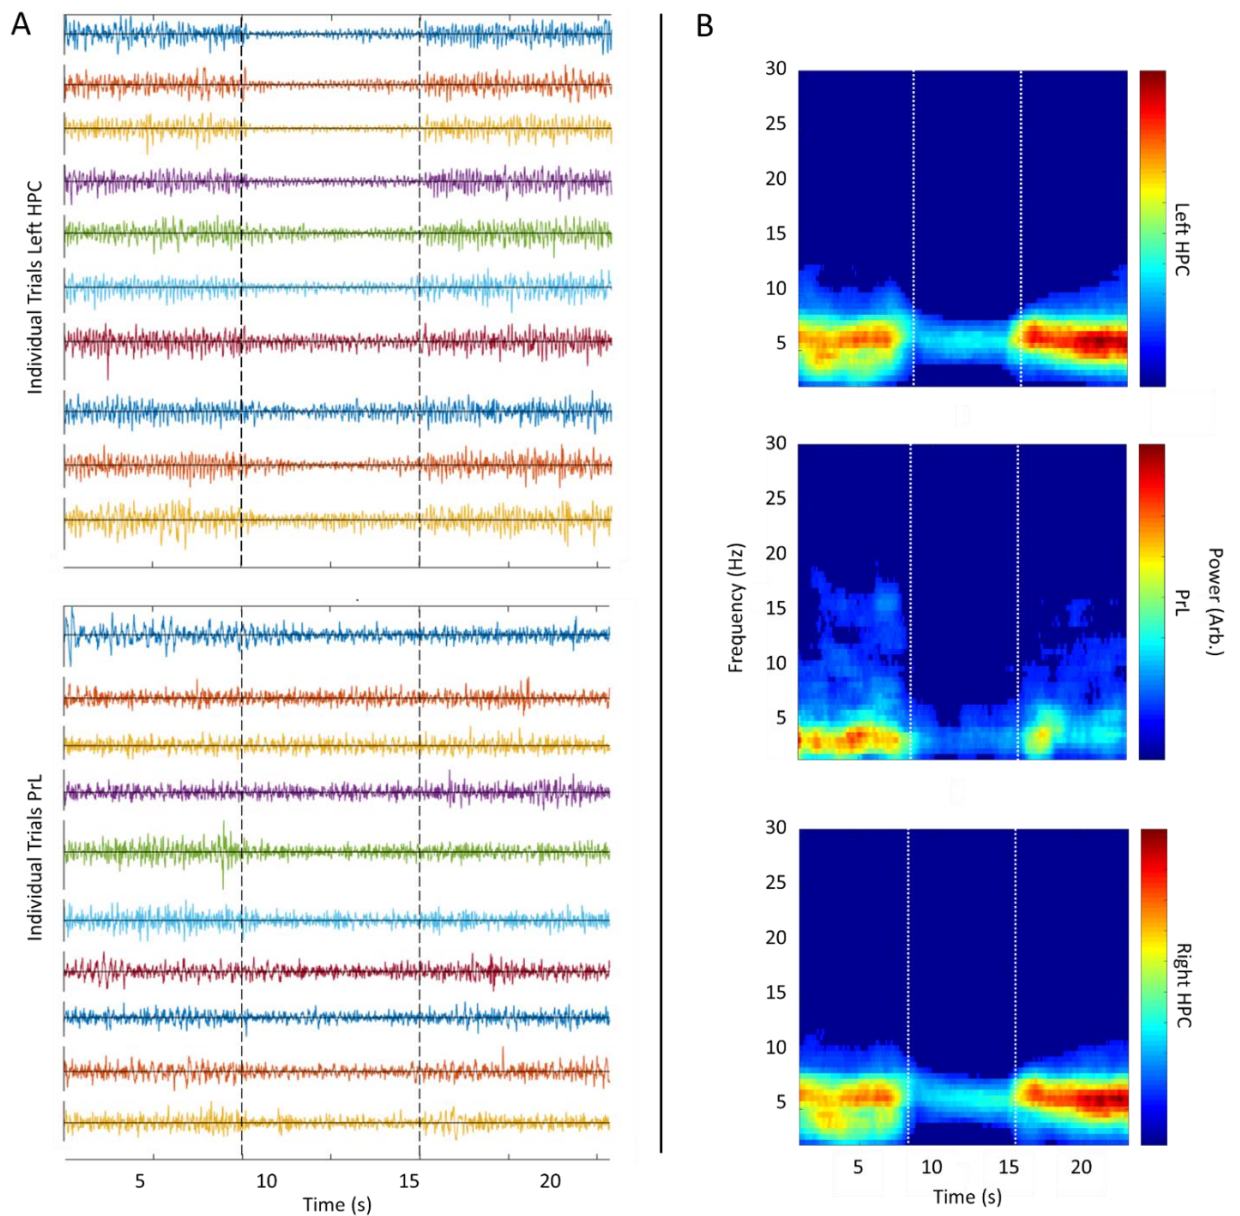 A
Individual Trials Left HPC
Individual Trials PrL
5 10 15 20
Time (s)
B
30
25
20
15
10
5
Left HPC
30
25
20
15
10
5
Frequency (Hz)
PrL
Power (Arb.)
30
25
20
15
10
5
Right HPC
5 10 15 20
Time (s)